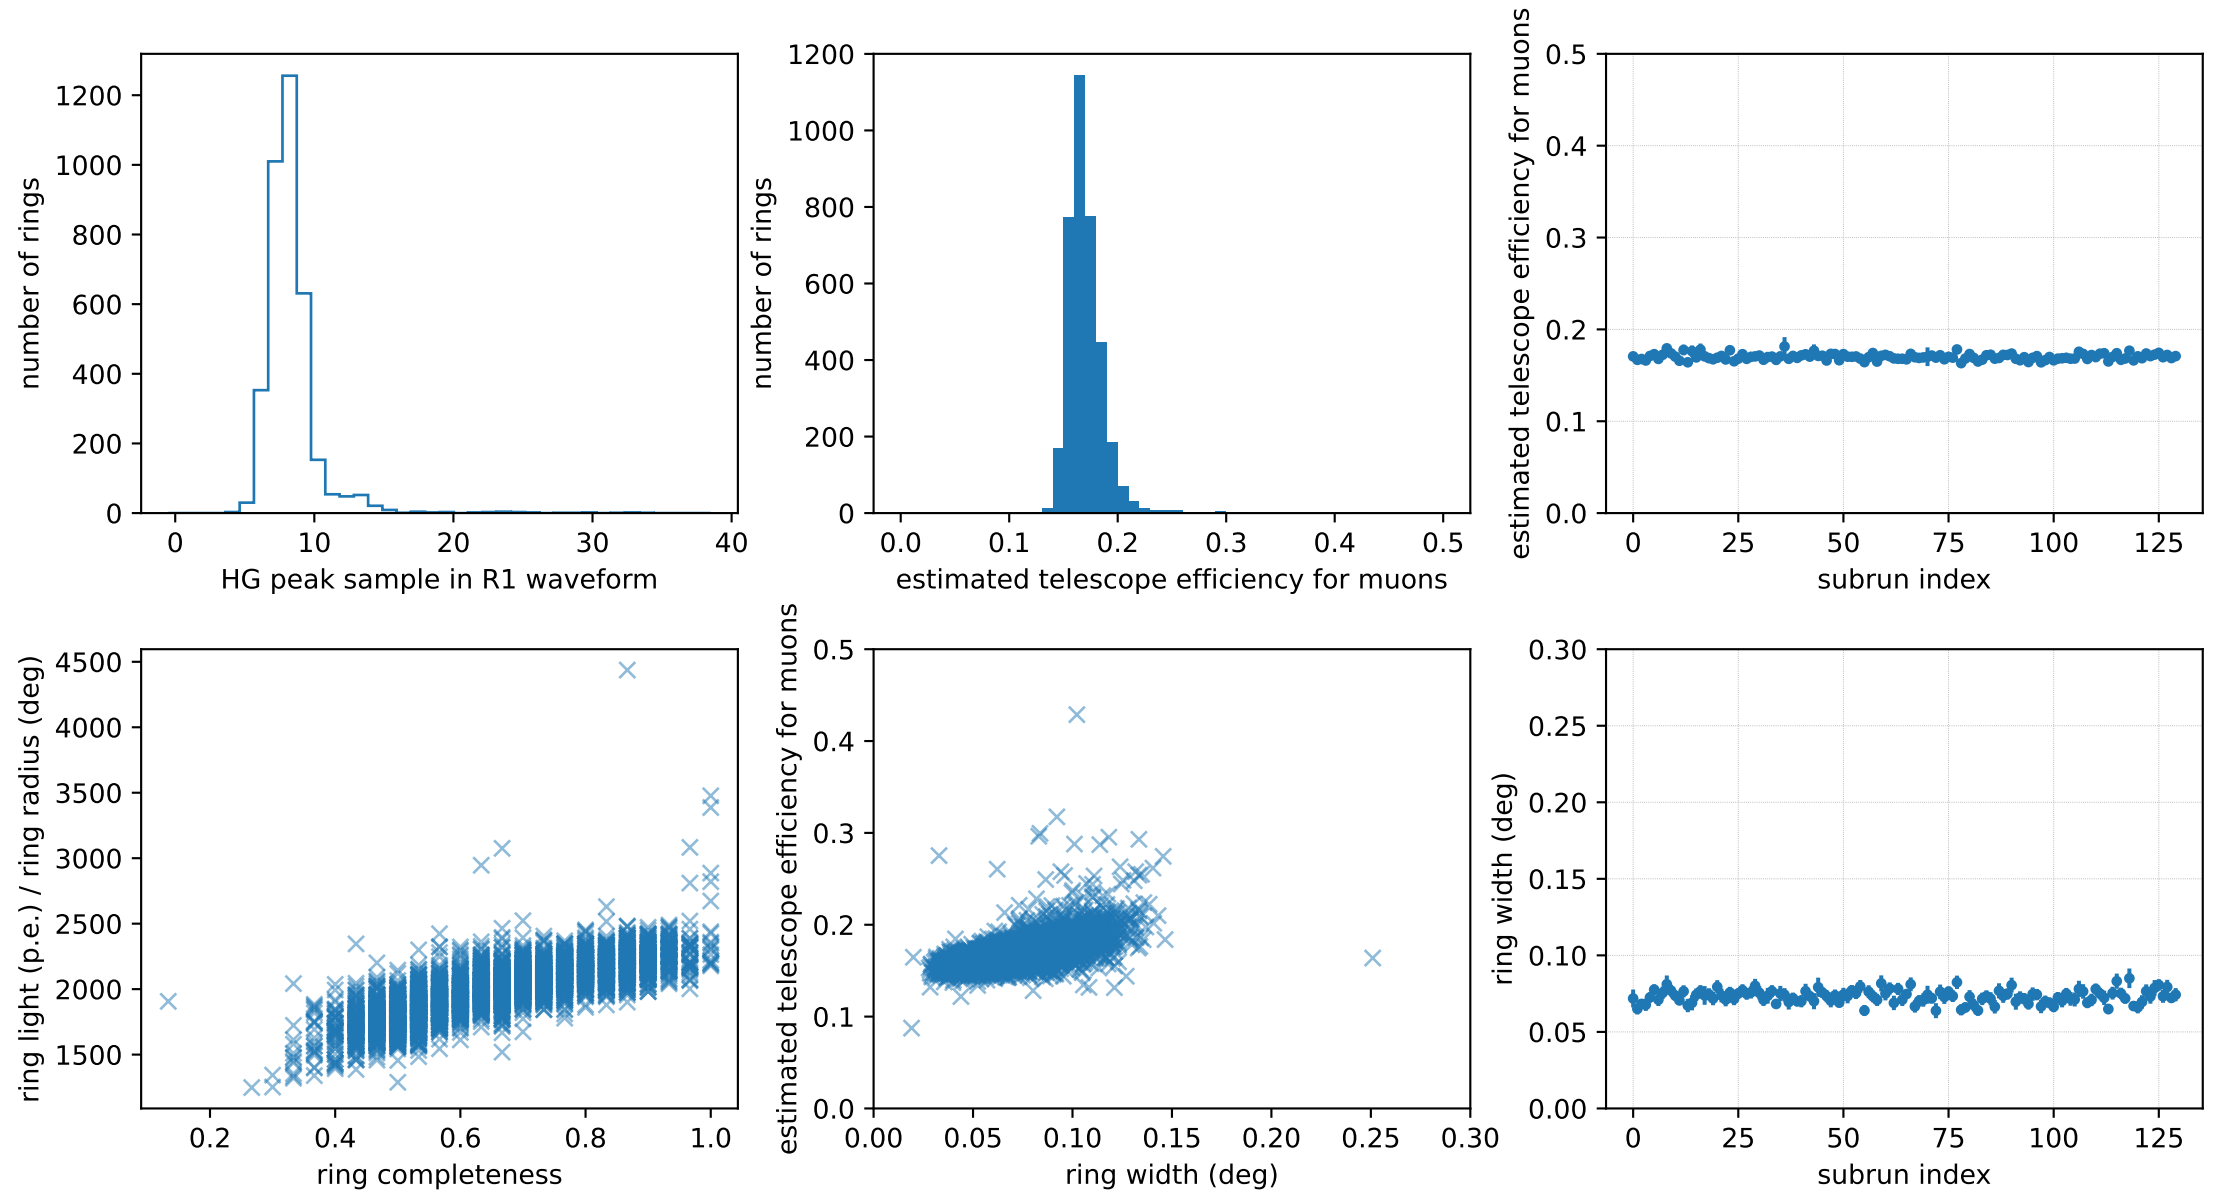 number of rings
1200
1000
800
600
400
200
0
0 10 20 30 40
HG peak sample in R1 waveform
number of rings
1200
1000
800
600
400
200
0
0.0 0.1 0.2 0.3 0.4 0.5
estimated telescope efficiency for muons
estimated telescope efficiency for muons
0.5
0.4
0.3
0.2
0.1
0.0
0 25 50 75 100 125
subrun index
ring light (p.e.) / ring radius (deg)
4500
4000
3500
3000
2500
2000
1500
0.2 0.4 0.6 0.8 1.0
ring completeness
estimated telescope efficiency for muons
0.5
0.4
0.3
0.2
0.1
0.0
0.00 0.05 0.10 0.15 0.20 0.25 0.30
ring width (deg)
ring width (deg)
0.30
0.25
0.20
0.15
0.10
0.05
0.00
0 25 50 75 100 125
subrun index